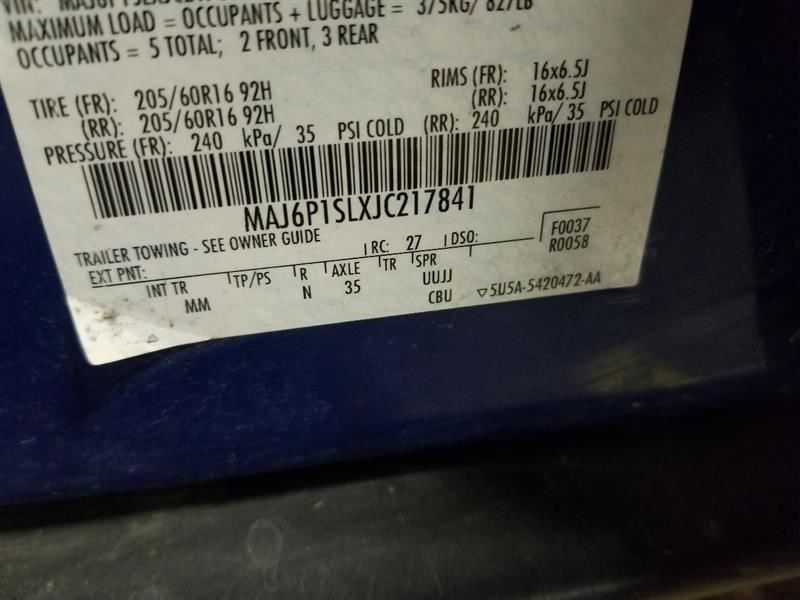 VIN:
MAXIMUM LOAD = OCCUPANTS + LUGGAGE = 375KG/ 827LB
OCCUPANTS = 5 TOTAL; 2 FRONT, 3 REAR
TIRE (FR): 205/60R16 92H RIMS (FR): 16x6.5J
(RR): 205/60R16 92H (RR): 16x6.5J
PRESSURE (FR): 240 kPa/ 35 PSI COLD (RR): 240 kPa/ 35 PSI COLD
MAJ6P1SLXJC217841
TRAILER TOWING - SEE OWNER GUIDE RC: 27 DSO: F0037
EXT PNT: R0058
INT TR TP/PS R AXLE TR SPR
MM N 35 UUJJ
CBU ▽5U5A-5420472-AA